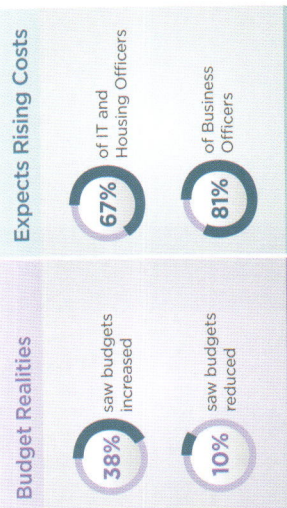 Budget Realities
38%
saw budgets
increased
10%
saw budgets
reduced
Expects Rising Costs
67%
of IT and
Housing Officers
81%
of Business
Officers